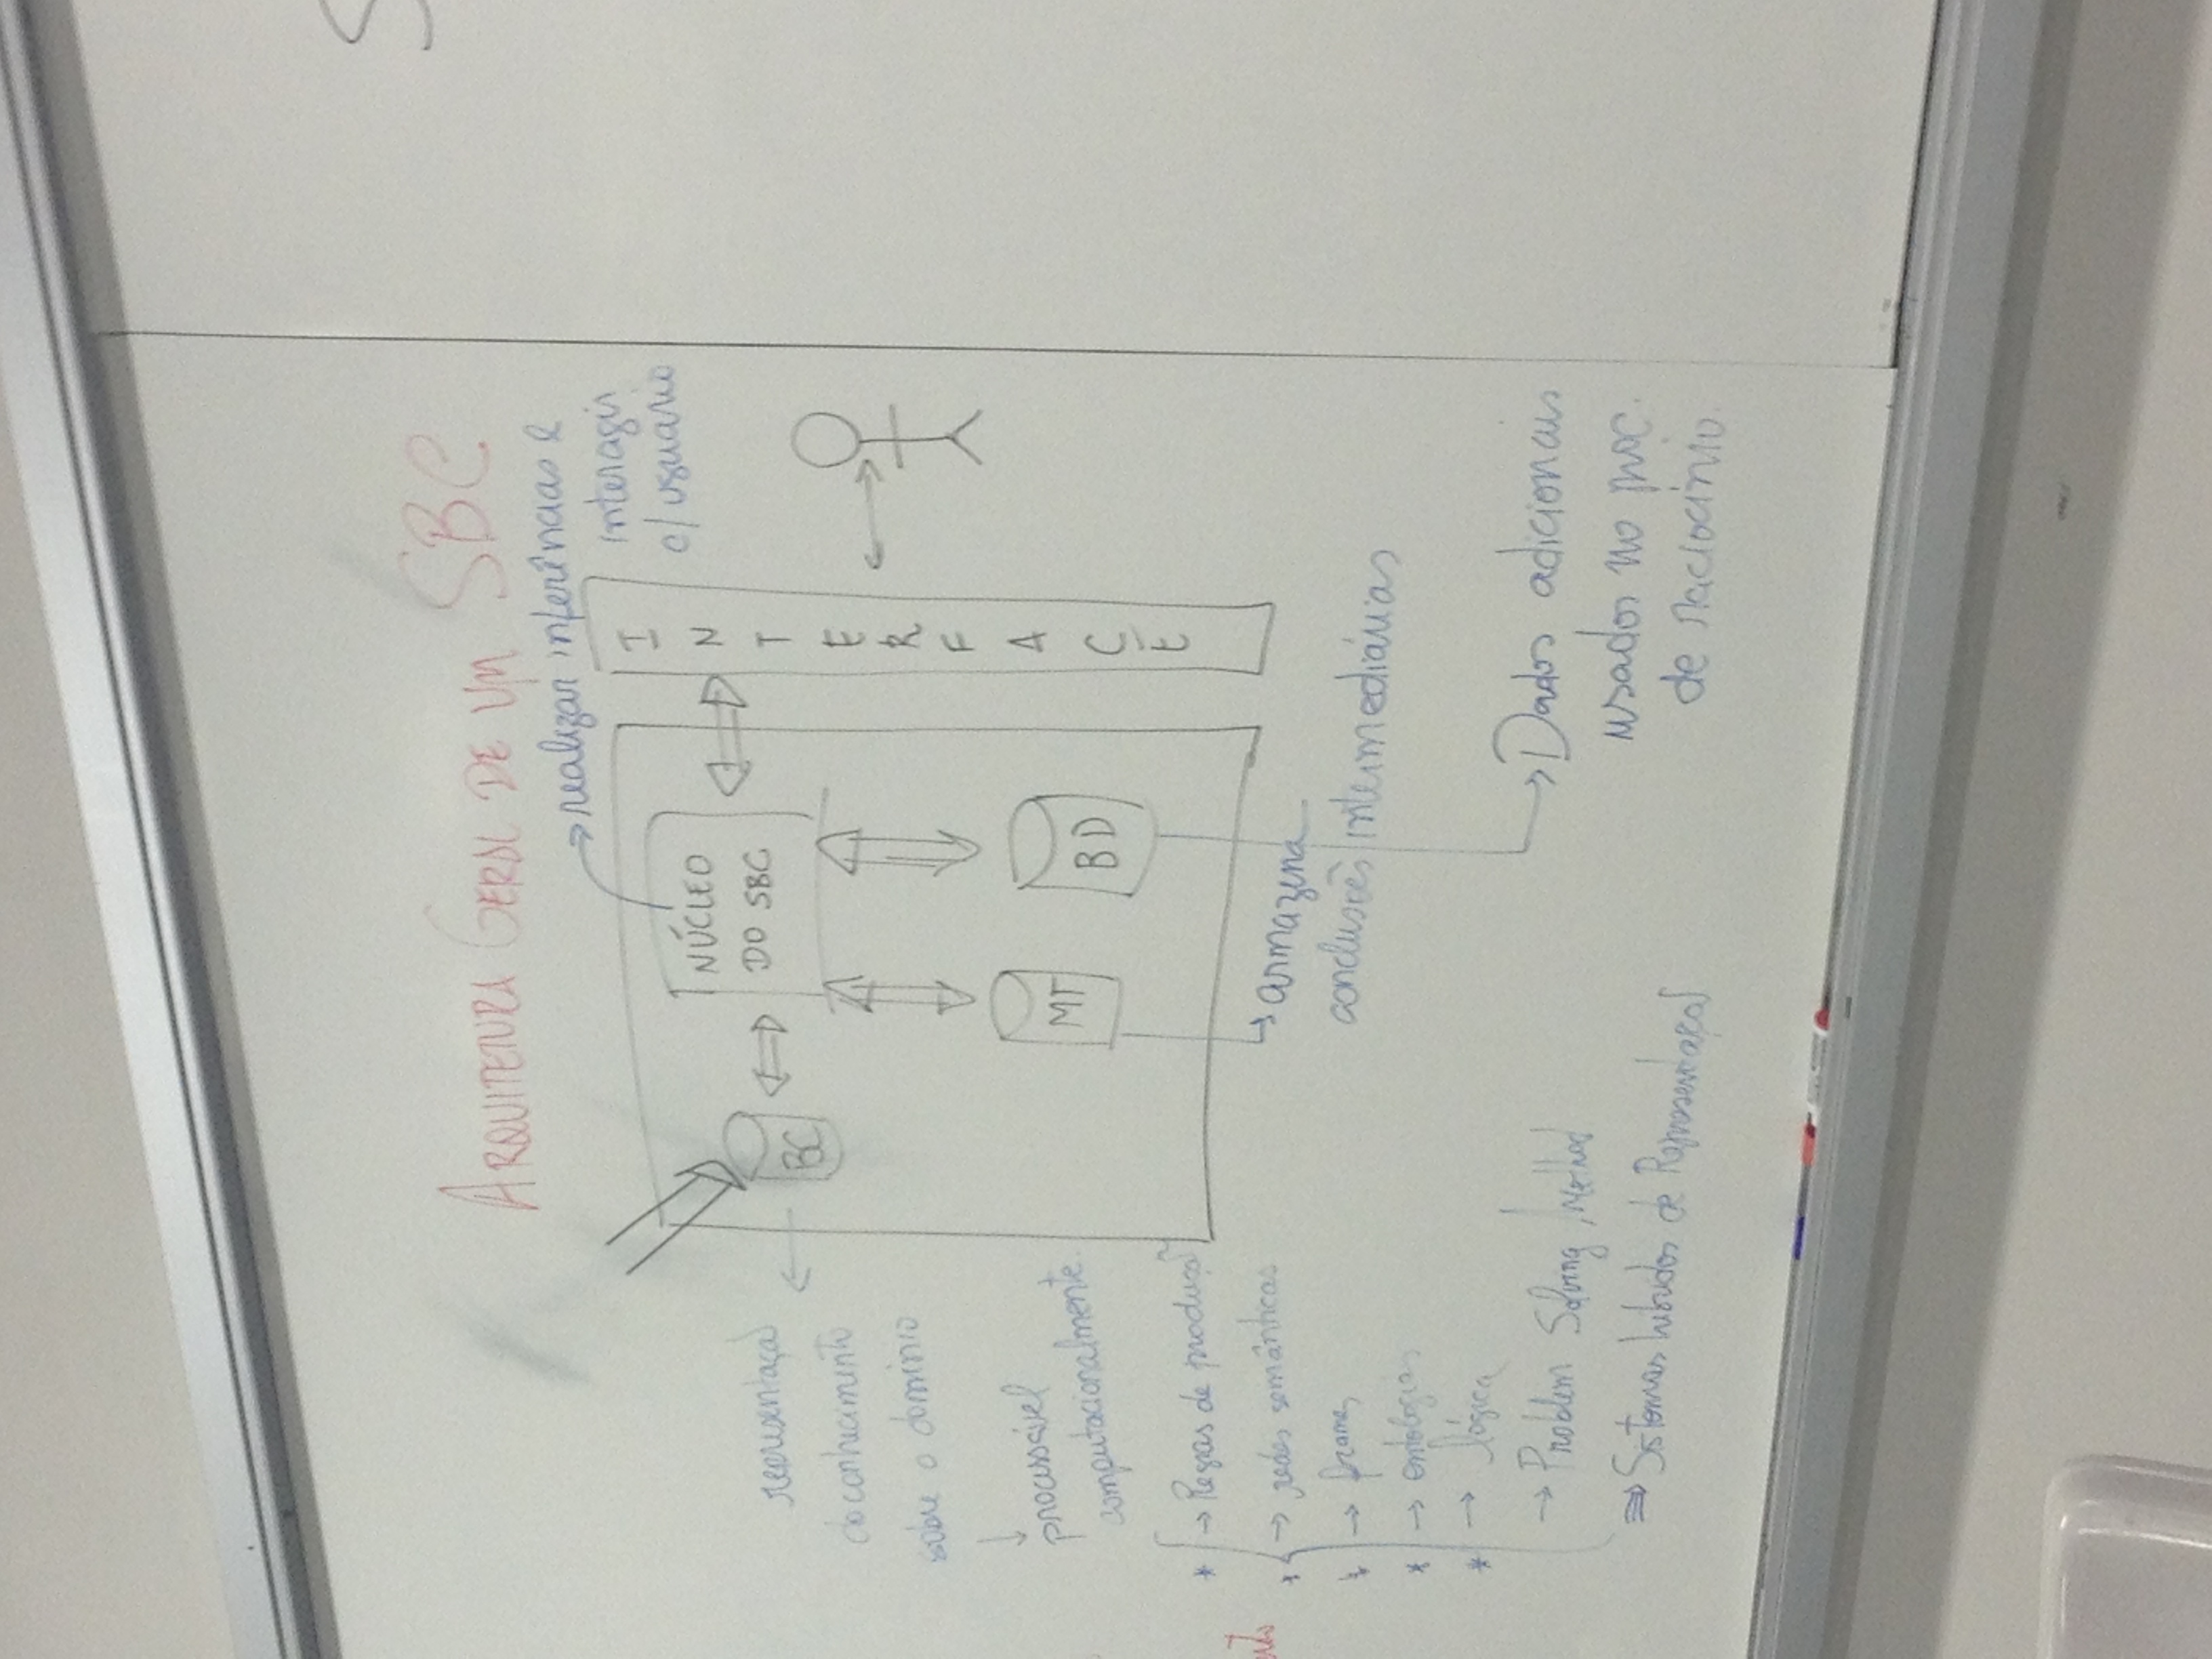 ARQUITETURA GERAL DE UM SBC
realizar inferências e
interagir
c/ usuário
NÚCLEO
DO SBC
BC
MT
BD
INTERFACE
representação
do conhecimento
sobre o domínio
processável
computacionalmente.
* → Regras de produção
* → redes semânticas
* → frames
* → ontologias
* → lógica
→ Problem Solving Method
⇒ Sistemas híbridos de Representação
armazena
conclusões intermediárias
Dados adicionais
usados no proc.
de raciocínio.
S